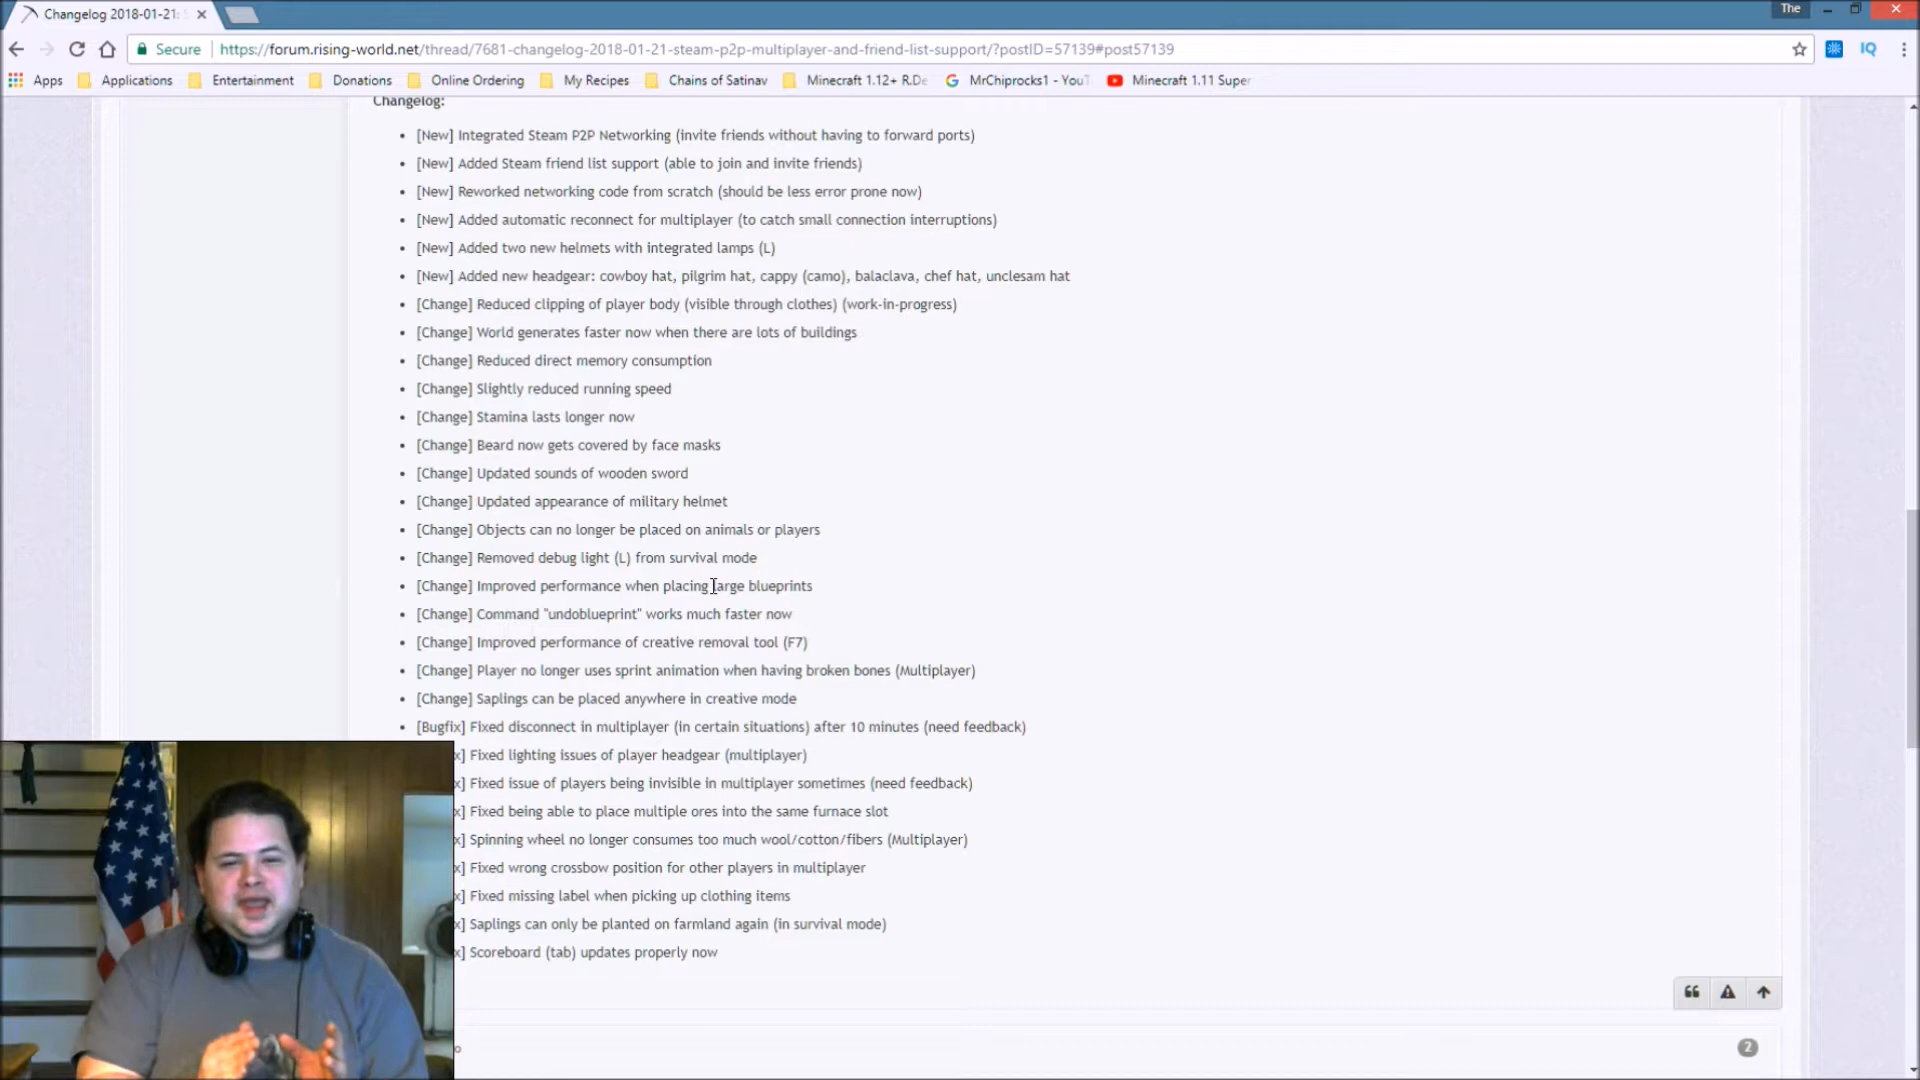 Changelog 2018-01-21:
The
Secure https://forum.rising-world.net/thread/7681-changelog-2018-01-21-steam-p2p-multiplayer-and-friend-list-support/?postID=57139#post57139
IQ
Apps Applications Entertainment Donations Online Ordering My Recipes Chains of Satinav Minecraft 1.12+ R.De MrChiprocks1 - YouT Minecraft 1.11 Super
Changelog:
• [New] Integrated Steam P2P Networking (invite friends without having to forward ports)
• [New] Added Steam friend list support (able to join and invite friends)
• [New] Reworked networking code from scratch (should be less error prone now)
• [New] Added automatic reconnect for multiplayer (to catch small connection interruptions)
• [New] Added two new helmets with integrated lamps (L)
• [New] Added new headgear: cowboy hat, pilgrim hat, cappy (camo), balaclava, chef hat, unclesam hat
• [Change] Reduced clipping of player body (visible through clothes) (work-in-progress)
• [Change] World generates faster now when there are lots of buildings
• [Change] Reduced direct memory consumption
• [Change] Slightly reduced running speed
• [Change] Stamina lasts longer now
• [Change] Beard now gets covered by face masks
• [Change] Updated sounds of wooden sword
• [Change] Updated appearance of military helmet
• [Change] Objects can no longer be placed on animals or players
• [Change] Removed debug light (L) from survival mode
• [Change] Improved performance when placing large blueprints
• [Change] Command "undoblueprint" works much faster now
• [Change] Improved performance of creative removal tool (F7)
• [Change] Player no longer uses sprint animation when having broken bones (Multiplayer)
• [Change] Saplings can be placed anywhere in creative mode
• [Bugfix] Fixed disconnect in multiplayer (in certain situations) after 10 minutes (need feedback)
x] Fixed lighting issues of player headgear (multiplayer)
x] Fixed issue of players being invisible in multiplayer sometimes (need feedback)
x] Fixed being able to place multiple ores into the same furnace slot
x] Spinning wheel no longer consumes too much wool/cotton/fibers (Multiplayer)
x] Fixed wrong crossbow position for other players in multiplayer
x] Fixed missing label when picking up clothing items
x] Saplings can only be planted on farmland again (in survival mode)
x] Scoreboard (tab) updates properly now
2